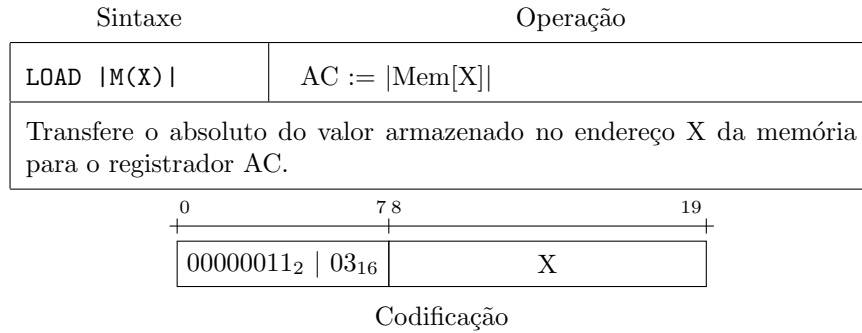 Sintaxe Operação
LOAD |M(X)| AC := |Mem[X]|
Transfere o absoluto do valor armazenado no endereço X da memória
para o registrador AC.
0 7 8 19
00000011₂ | 03₁₆ X
Codificação